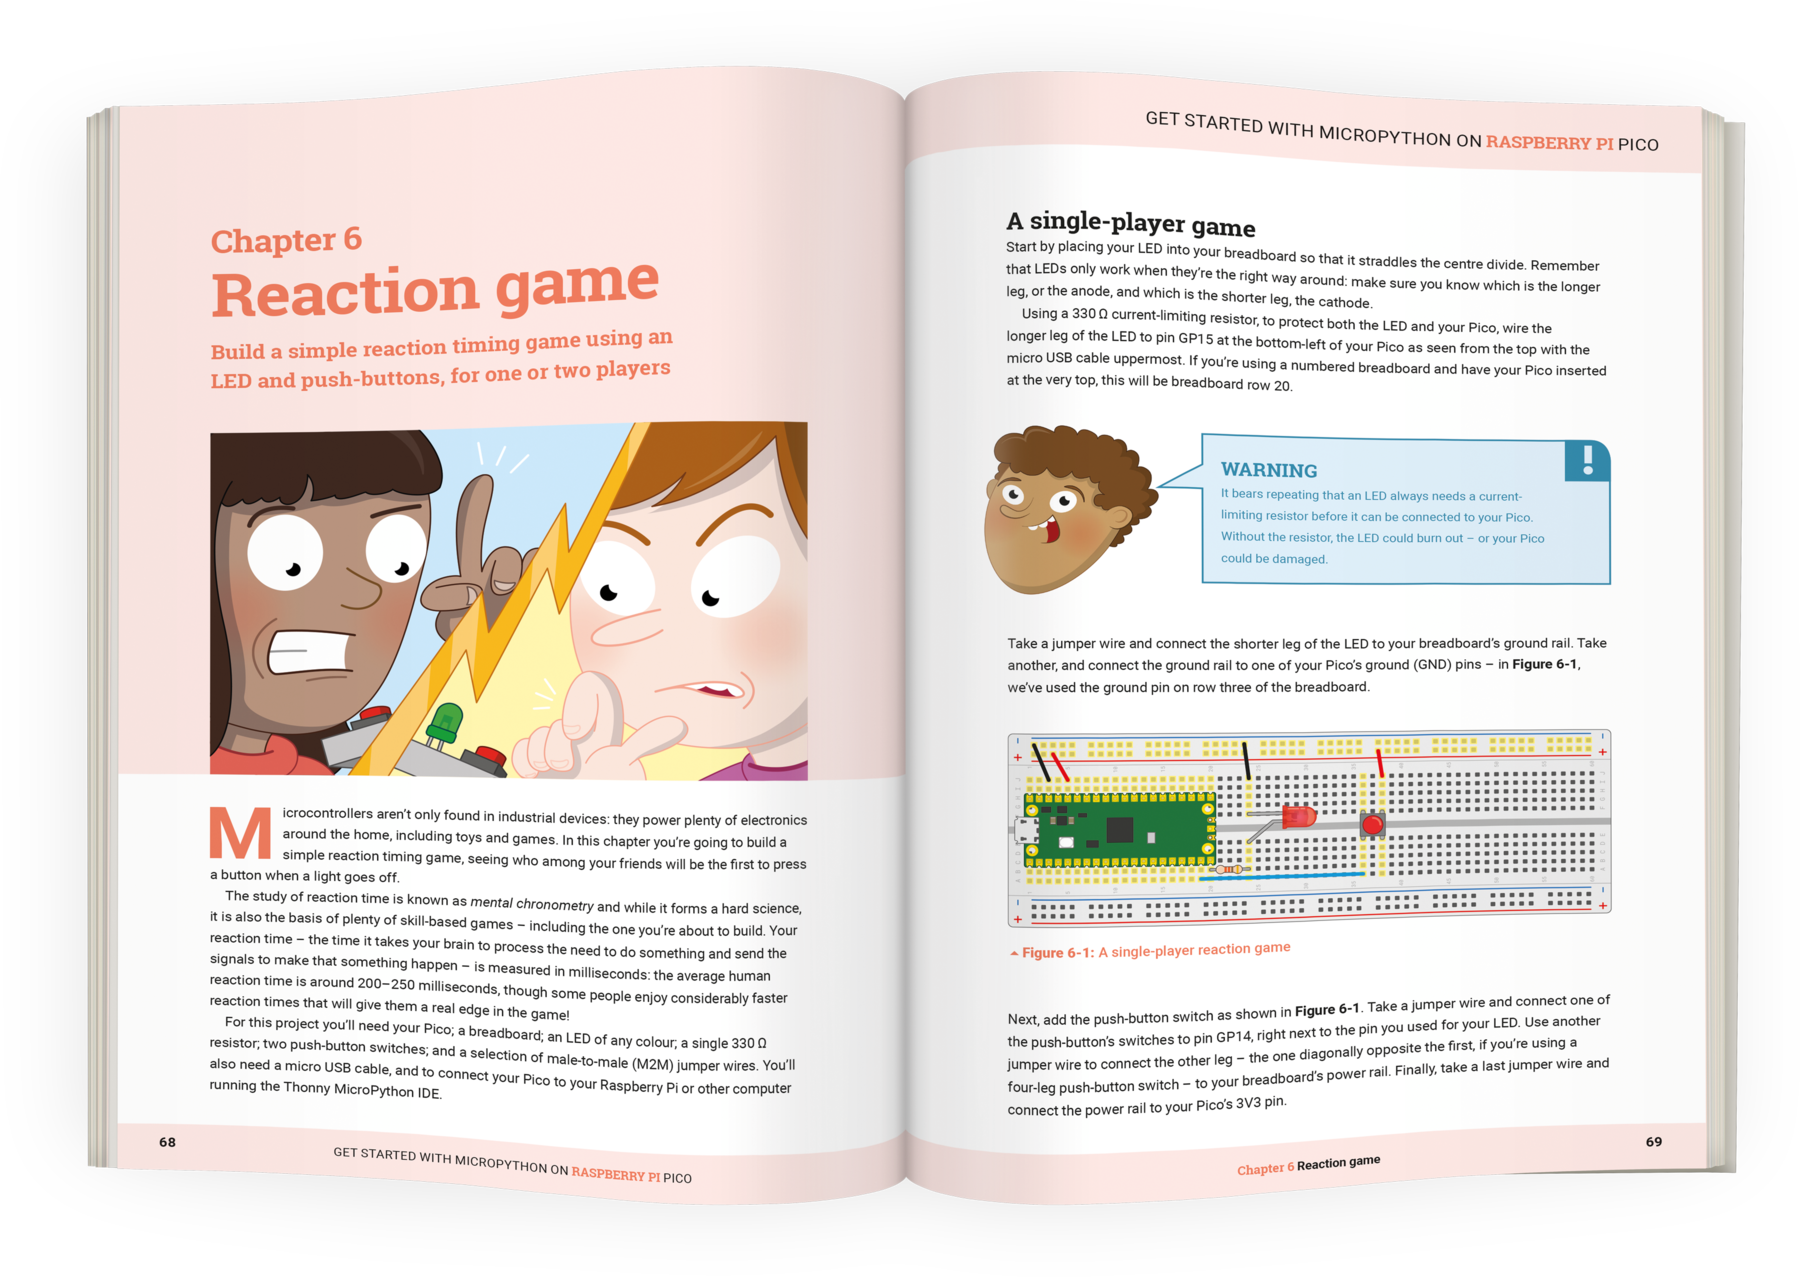 Chapter 6
Reaction game
Build a simple reaction timing game using an
LED and push-buttons, for one or two players
Microcontrollers aren’t only found in industrial devices: they power plenty of electronics
around the home, including toys and games. In this chapter you’re going to build a
simple reaction timing game, seeing who among your friends will be the first to press
a button when a light goes off.
The study of reaction time is known as mental chronometry and while it forms a hard science,
it is also the basis of plenty of skill-based games – including the one you’re about to build. Your
reaction time – the time it takes your brain to process the need to do something and send the
signals to make that something happen – is measured in milliseconds: the average human
reaction time is around 200–250 milliseconds, though some people enjoy considerably faster
reaction times that will give them a real edge in the game!
For this project you’ll need your Pico; a breadboard; an LED of any colour; a single 330 Ω
resistor; two push-button switches; and a selection of male-to-male (M2M) jumper wires. You’ll
also need a micro USB cable, and to connect your Pico to your Raspberry Pi or other computer
running the Thonny MicroPython IDE.
68
GET STARTED WITH MICROPYTHON ON RASPBERRY PI PICO
GET STARTED WITH MICROPYTHON ON RASPBERRY PI PICO
A single-player game
Start by placing your LED into your breadboard so that it straddles the centre divide. Remember
that LEDs only work when they’re the right way around: make sure you know which is the longer
leg, or the anode, and which is the shorter leg, the cathode.
Using a 330 Ω current-limiting resistor, to protect both the LED and your Pico, wire the
longer leg of the LED to pin GP15 at the bottom-left of your Pico as seen from the top with the
micro USB cable uppermost. If you’re using a numbered breadboard and have your Pico inserted
at the very top, this will be breadboard row 20.
!
WARNING
It bears repeating that an LED always needs a current-
limiting resistor before it can be connected to your Pico.
Without the resistor, the LED could burn out – or your Pico
could be damaged.
Take a jumper wire and connect the shorter leg of the LED to your breadboard’s ground rail. Take
another, and connect the ground rail to one of your Pico’s ground (GND) pins – in Figure 6-1,
we’ve used the ground pin on row three of the breadboard.
Figure 6-1: A single-player reaction game
Next, add the push-button switch as shown in Figure 6-1. Take a jumper wire and connect one of
the push-button’s switches to pin GP14, right next to the pin you used for your LED. Use another
jumper wire to connect the other leg – the one diagonally opposite the first, if you’re using a
four-leg push-button switch – to your breadboard’s power rail. Finally, take a last jumper wire and
connect the power rail to your Pico’s 3V3 pin.
Chapter 6 Reaction game
69